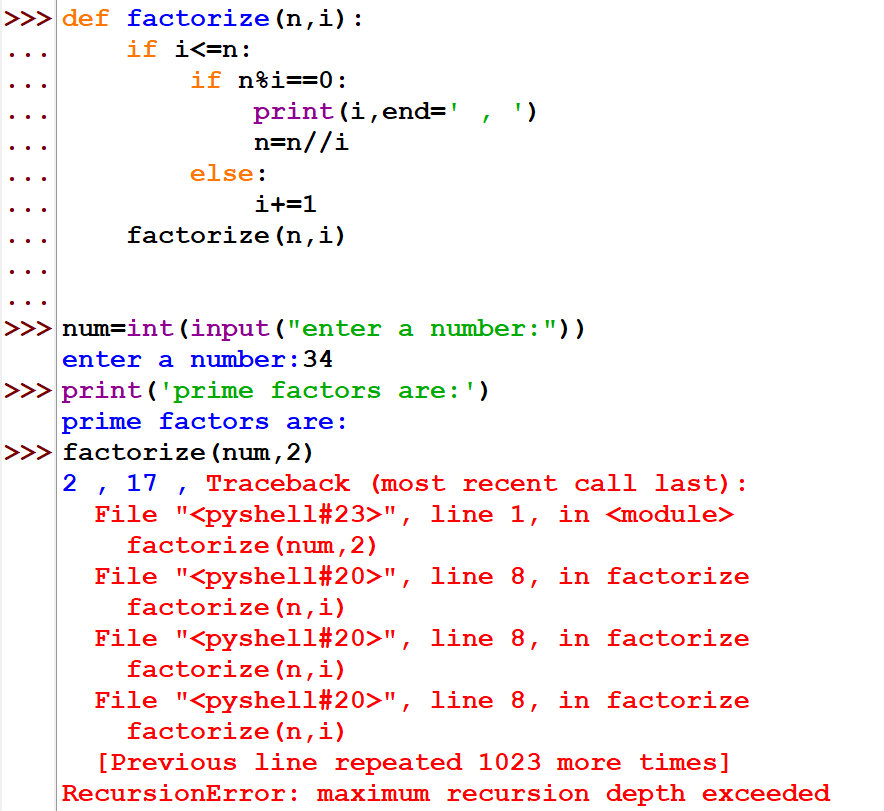 >>> def factorize(n,i):
...     if i<=n:
...         if n%i==0:
...             print(i,end=' , ')
...             n=n//i
...         else:
...             i+=1
...     factorize(n,i)
...
...
>>> num=int(input("enter a number:"))
enter a number:34
>>> print('prime factors are:')
prime factors are:
>>> factorize(num,2)
2 , 17 , Traceback (most recent call last):
  File "<pyshell#23>", line 1, in <module>
    factorize(num,2)
  File "<pyshell#20>", line 8, in factorize
    factorize(n,i)
  File "<pyshell#20>", line 8, in factorize
    factorize(n,i)
  File "<pyshell#20>", line 8, in factorize
    factorize(n,i)
  [Previous line repeated 1023 more times]
RecursionError: maximum recursion depth exceeded